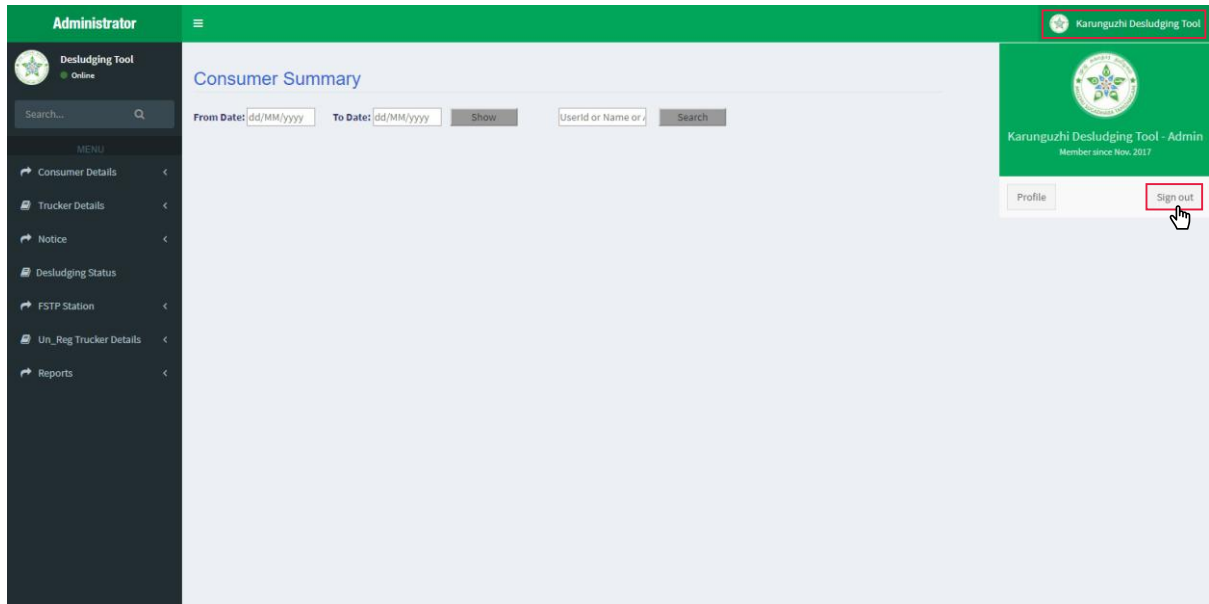 Administrator
Karunguzhi Desludging Tool
Desludging Tool
Online
Search...
MENU
Consumer Details
Trucker Details
Notice
Desludging Status
FSTP Station
Un_Reg Trucker Details
Reports
Consumer Summary
From Date: dd/MM/yyyy To Date: dd/MM/yyyy Show UserId or Name or Search
Karunguzhi Desludging Tool - Admin
Member since Nov. 2017
Profile Sign out